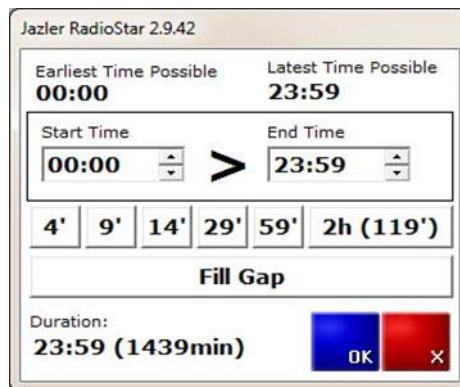 Jazler RadioStar 2.9.42
Earliest Time Possible Latest Time Possible
00:00 23:59
Start Time End Time
00:00 > 23:59
4' 9' 14' 29' 59' 2h (119')
Fill Gap
Duration:
23:59 (1439min)
OK X